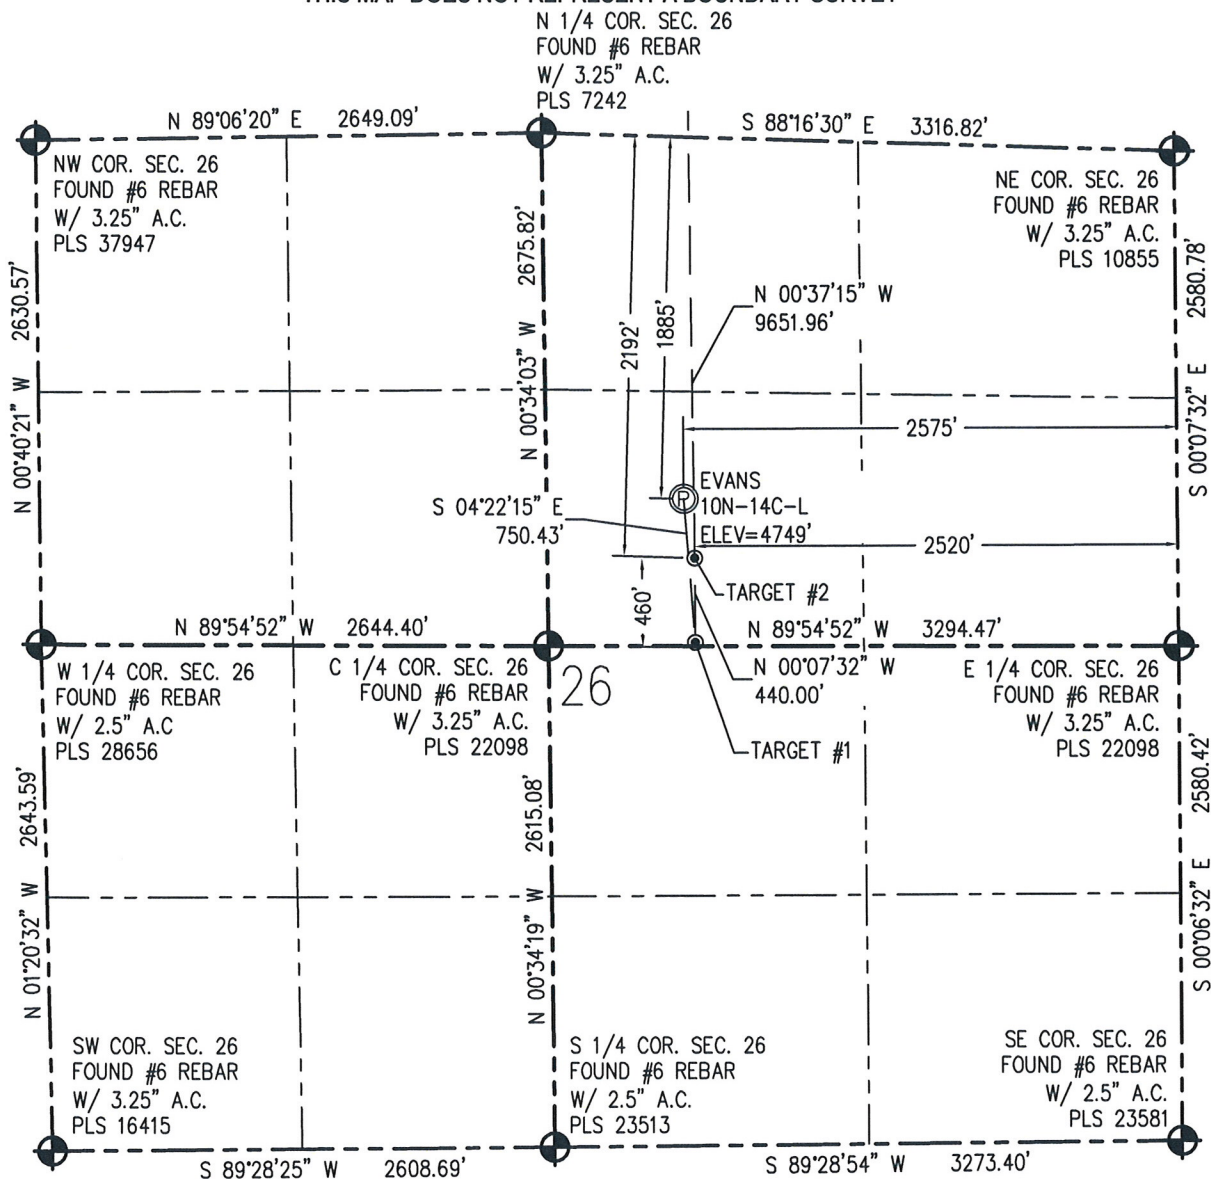 N 1/4 COR. SEC. 26
FOUND #6 REBAR
W/ 3.25" A.C.
PLS 7242
N 89°06'20" E 2649.09'
S 88°16'30" E 3316.82'
NW COR. SEC. 26
FOUND #6 REBAR
W/ 3.25" A.C.
PLS 37947
NE COR. SEC. 26
FOUND #6 REBAR
W/ 3.25" A.C.
PLS 10855
N 00°40'21" W 2630.57'
N 00°34'03" W 2675.82'
2192'
1885'
N 00°37'15" W
9651.96'
S 00°07'32" E 2580.78'
2575'
EVANS
10N-14C-L
ELEV=4749'
P
S 04°22'15" E
750.43'
2520'
TARGET #2
460'
N 89°54'52" W 2644.40'
N 89°54'52" W 3294.47'
W 1/4 COR. SEC. 26
FOUND #6 REBAR
W/ 2.5" A.C
PLS 28656
C 1/4 COR. SEC. 26
FOUND #6 REBAR
W/ 3.25" A.C.
PLS 22098
26
N 00°07'32" W
440.00'
TARGET #1
E 1/4 COR. SEC. 26
FOUND #6 REBAR
W/ 3.25" A.C.
PLS 22098
N 01°20'32" W 2643.59'
N 00°34'19" W 2615.08'
S 00°06'32" E 2580.42'
SW COR. SEC. 26
FOUND #6 REBAR
W/ 3.25" A.C.
PLS 16415
S 1/4 COR. SEC. 26
FOUND #6 REBAR
W/ 2.5" A.C.
PLS 23513
SE COR. SEC. 26
FOUND #6 REBAR
W/ 2.5" A.C.
PLS 23581
S 89°28'25" W 2608.69'
S 89°28'54" W 3273.40'